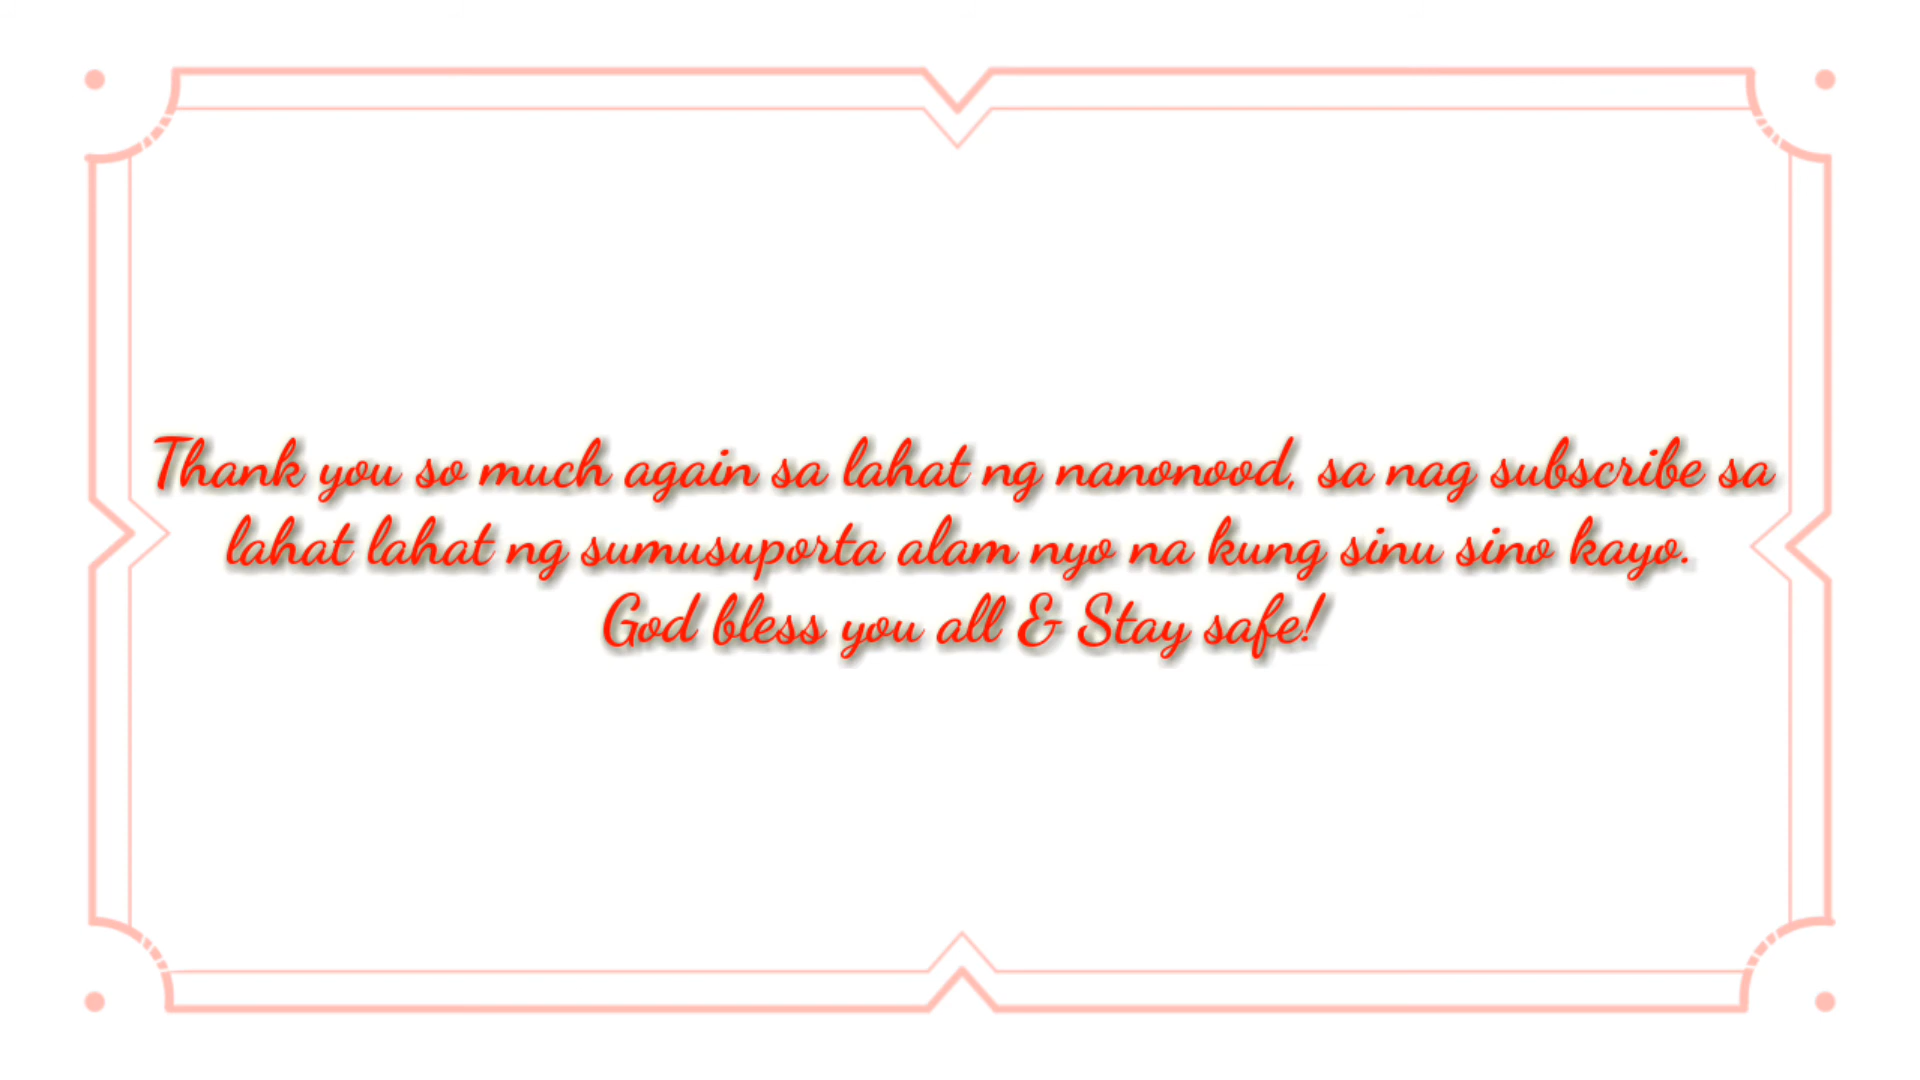 Thank you so much again sa lahat ng nanonood, sa nag subscribe sa
lahat lahat ng sumusuporta alam nyo na kung sinu sino kayo.
God bless you all & Stay safe!